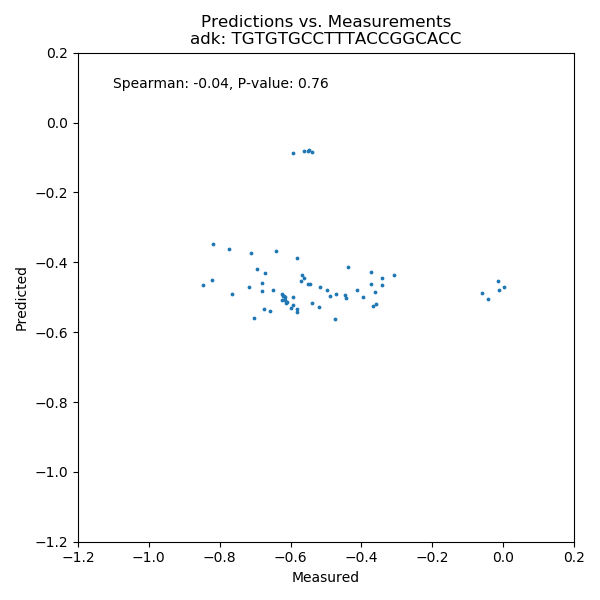 Predictions vs. Measurements
adk: TGTGTGCCTTTACCGGCACC
Spearman: -0.04, P-value: 0.76
0.2
0.0
−0.2
−0.4
−0.6
−0.8
−1.0
−1.2
Predicted
−1.2 −1.0 −0.8 −0.6 −0.4 −0.2 0.0 0.2
Measured